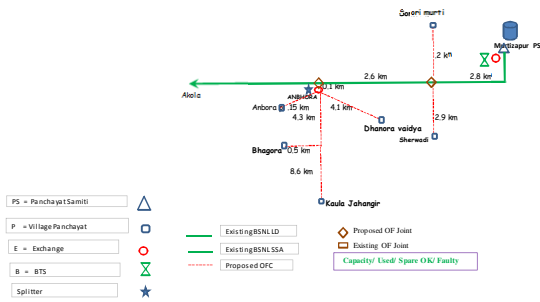 Sonori murti
Murtizapur PS
.2 km
2.6 km
2.8 km
Akola
0.1 km
ANBHORA
Anbora
.15 km
4.3 km
4.1 km
2.9 km
Dhanora vaidya
Sherwadi
Bhagora
0.5 km
8.6 km
Kaula Jahangir
PS = Panchayat Samiti
P = Village Panchayat
E = Exchange
B = BTS
Splitter
Existing BSNL LD
Existing BSNL SSA
Proposed OFC
Proposed OF Joint
Existing OF Joint
Capacity/ Used/ Spare OK/ Faulty